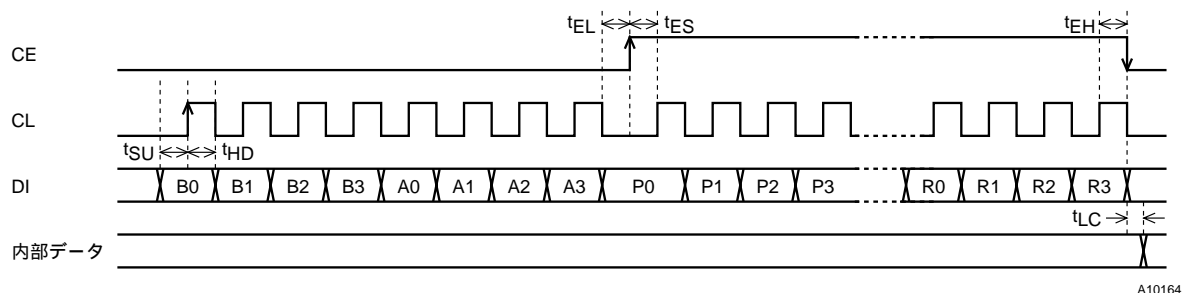 tEL tES tEH
CE
CL
tSU tHD
DI B0 B1 B2 B3 A0 A1 A2 A3 P0 P1 P2 P3 R0 R1 R2 R3
tLC
内部データ
A10164